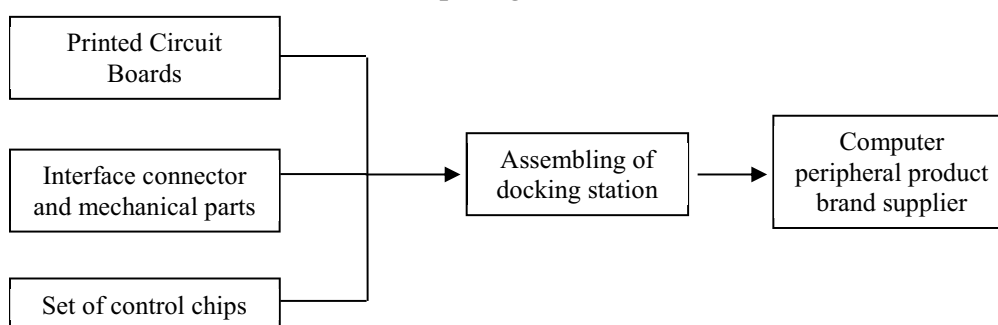 Printed Circuit
Boards
Interface connector
and mechanical parts
Set of control chips
Assembling of
docking station
Computer
peripheral product
brand supplier